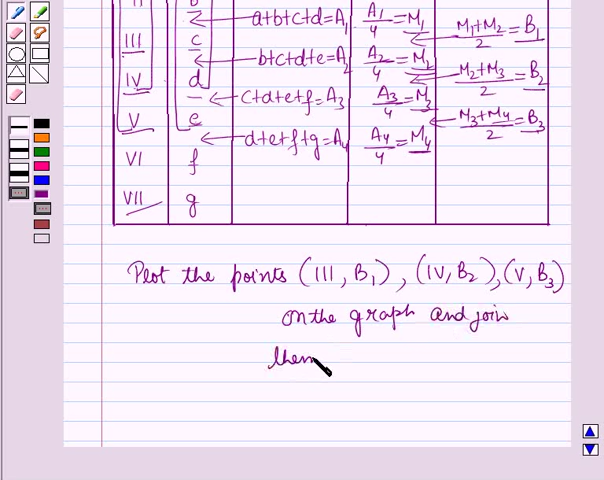 II b
a+b+c+d=A1 A1/4=M1 M1+M2/2=B1
III c
b+c+d+e=A2 A2/4=M2
IV d M2+M3/2=B2
c+d+e+f=A3 A3/4=M3
V e M3+M4/2=B3
d+e+f+g=A4 A4/4=M4
VI f
VII g
Plot the points (III, B1), (IV, B2), (V, B3)
on the graph and join
them